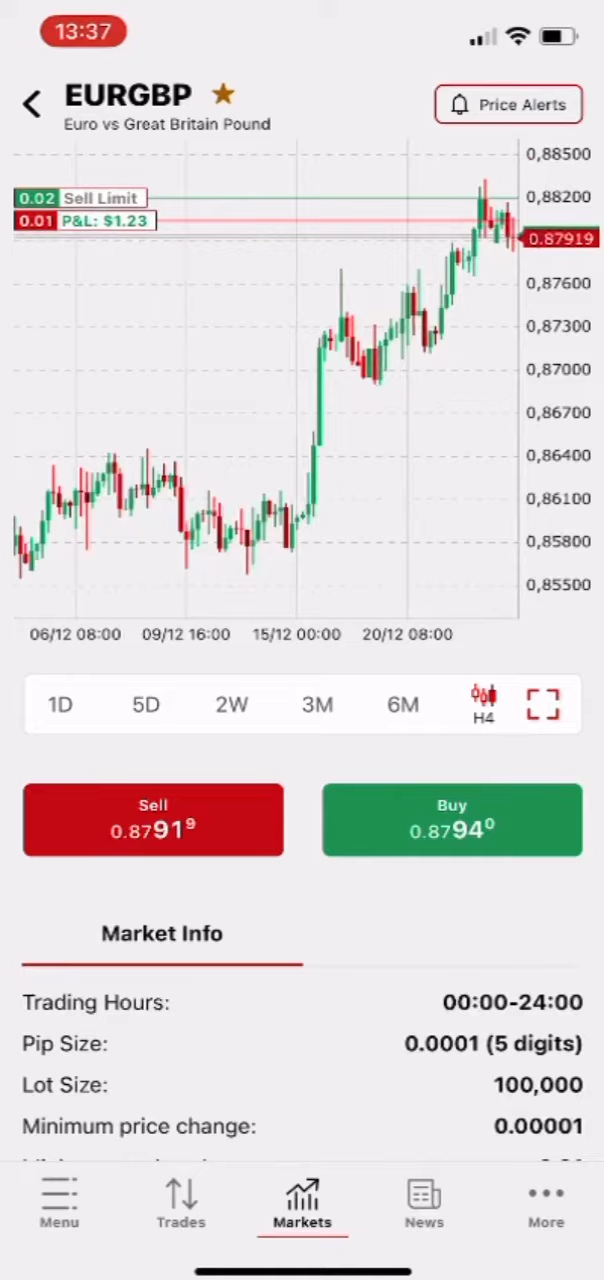 13:37
EURGBP
Euro vs Great Britain Pound
Price Alerts
0,88500
0.02 Sell Limit
0,88200
0.01 P&L: $1.23
0.87919
0,87600
0,87300
0,87000
0,86700
0,86400
0,86100
0,85800
0,85500
06/12 08:00 09/12 16:00 15/12 00:00 20/12 08:00
1D 5D 2W 3M 6M H4
Sell Buy
0.87919 0.87940
Market Info
Trading Hours: 00:00-24:00
Pip Size: 0.0001 (5 digits)
Lot Size: 100,000
Minimum price change: 0.00001
Menu Trades Markets News More